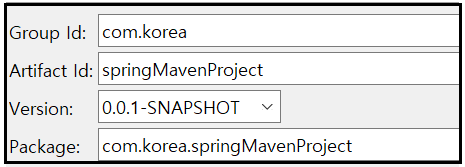 Group Id: com.korea
Artifact Id: springMavenProject
Version: 0.0.1-SNAPSHOT
Package: com.korea.springMavenProject